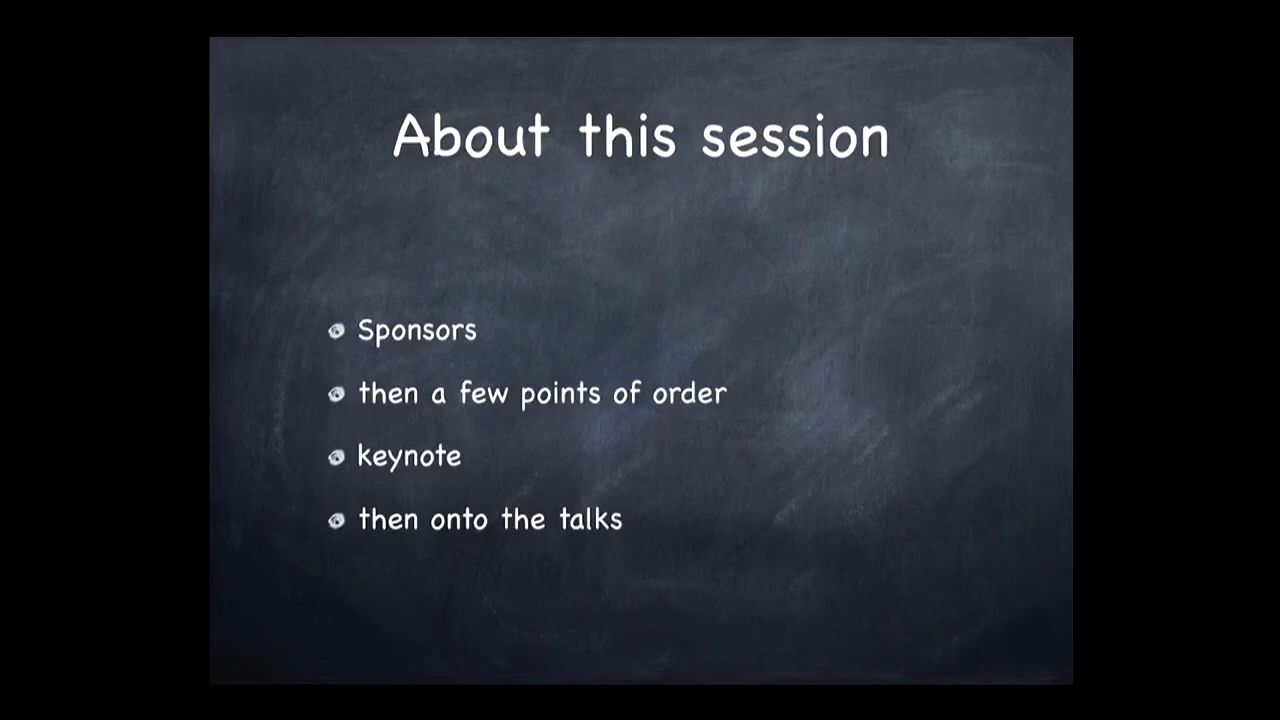 About this session
Sponsors
then a few points of order
keynote
then onto the talks